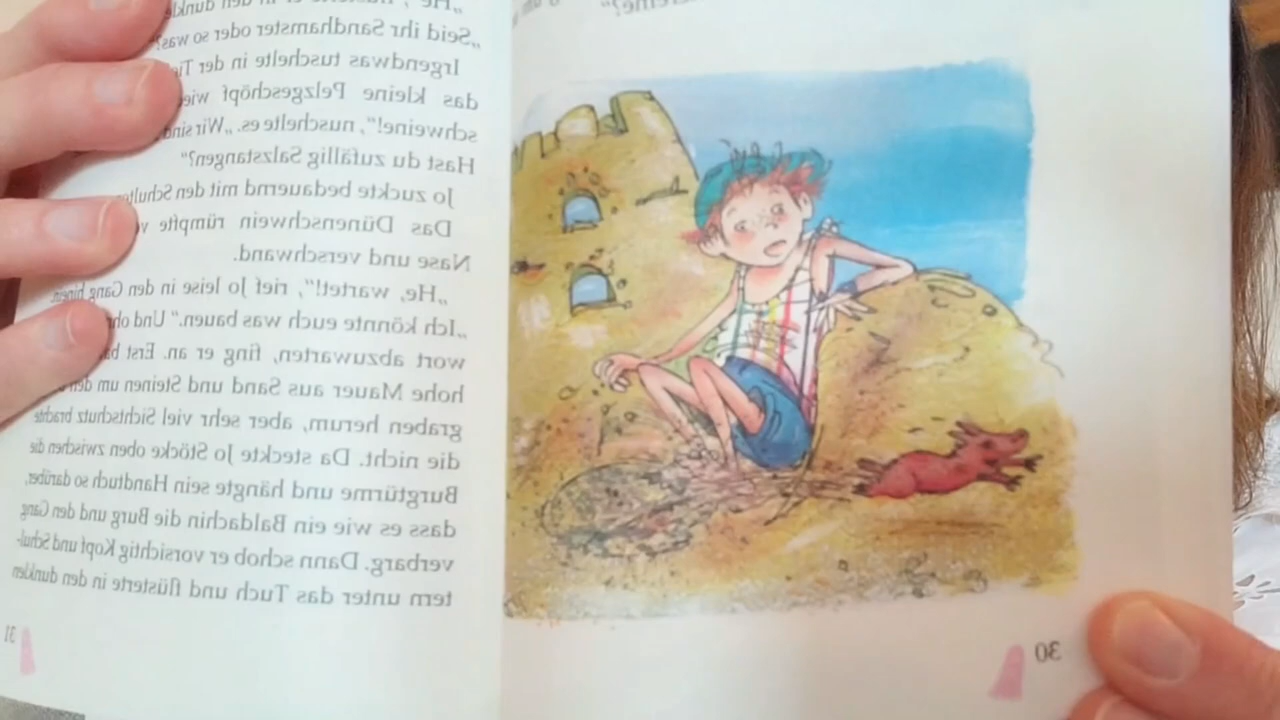 schreine?"
30
„He",
„Seid ihr Sandhamster oder so was?
Irgendwas tuschelte in der
das kleine Pelzgeschöpf
schweine!", nuschelte es. „Wir sind
Hast du zufällig Salzstangen?"
Jo zuckte bedauernd mit den
Das Dünenschwein rümpfte
Nase und verschwand.
„He, wartet!", rief Jo leise in den Gang hinein.
„Ich könnte euch was bauen." Und
wort abzuwarten, fing er an. Erst
hohe Mauer aus Sand und Steinen um den
graben herum, aber sehr viel Sichtschutz brachte
die nicht. Da steckte Jo Stöcke oben zwischen die
Burgtürme und hängte sein Handtuch so darüber,
dass es wie ein Baldachin die Burg und den Gang
verbarg. Dann schob er vorsichtig Kopf und Schul-
tern unter das Tuch und flüsterte in den dunklen
31